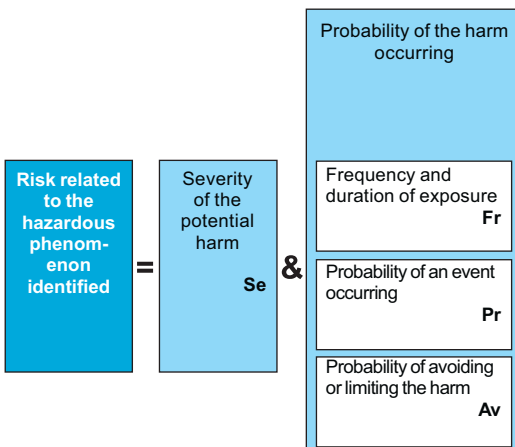 Probability of the harm
occurring
Risk related
to the
hazardous
phenom-
enon
identified
=
Severity
of the
potential
harm
Se
&
Frequency and
duration of exposure
Fr
Probability of an event
occurring
Pr
Probability of avoiding
or limiting the harm
Av